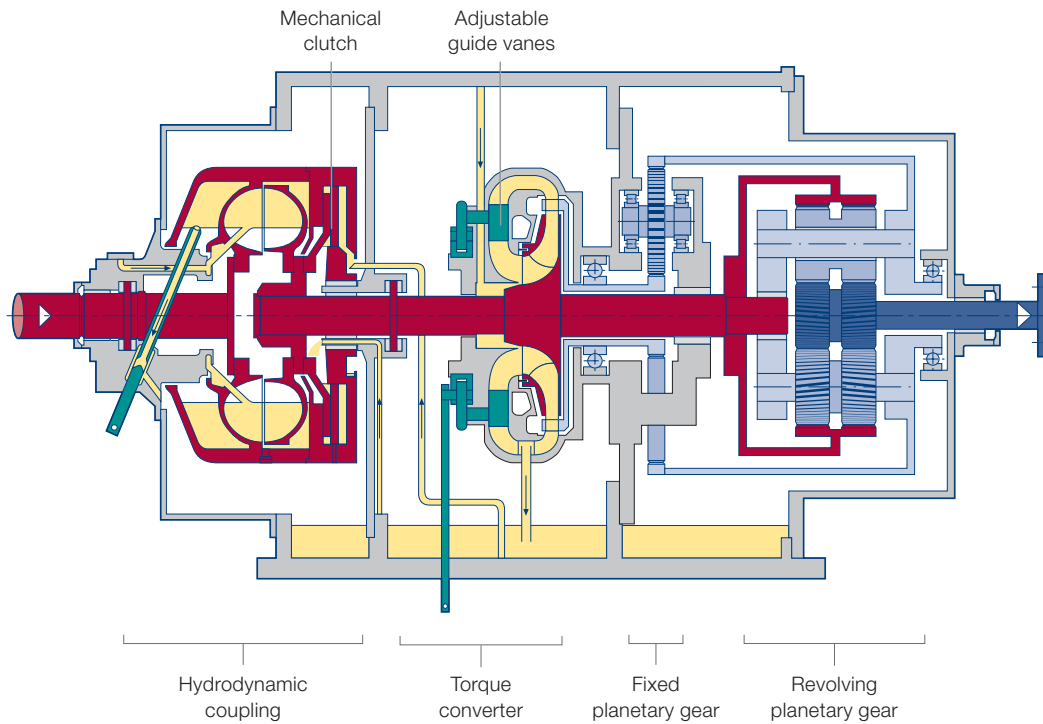 Mechanical
clutch
Adjustable
guide vanes
Hydrodynamic
coupling
Torque
converter
Fixed
planetary gear
Revolving
planetary gear